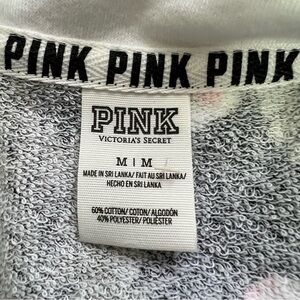 PINK PINK PINK
PINK
VICTORIA'S SECRET
M | M
MADE IN SRI LANKA/ FAIT AU SRI LANKA/
HECHO EN SRI LANKA
60% COTTON/ COTON/ ALGODÓN
40% POLYESTER/ POLIÉSTER